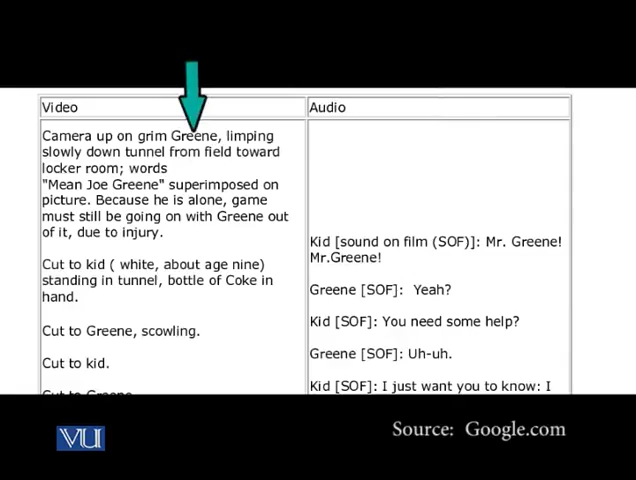 Video
Camera up on grim Greene, limping
slowly down tunnel from field toward
locker room; words
"Mean Joe Greene" superimposed on
picture. Because he is alone, game
must still be going on with Greene out
of it, due to injury.
Cut to kid ( white, about age nine)
standing in tunnel, bottle of Coke in
hand.
Cut to Greene, scowling.
Cut to kid.
Cut to Greene
Audio
Kid [sound on film (SOF)]: Mr. Greene!
Mr.Greene!
Greene [SOF]:  Yeah?
Kid [SOF]: You need some help?
Greene [SOF]: Uh-uh.
Kid [SOF]: I just want you to know: I
VU
Source:  Google.com